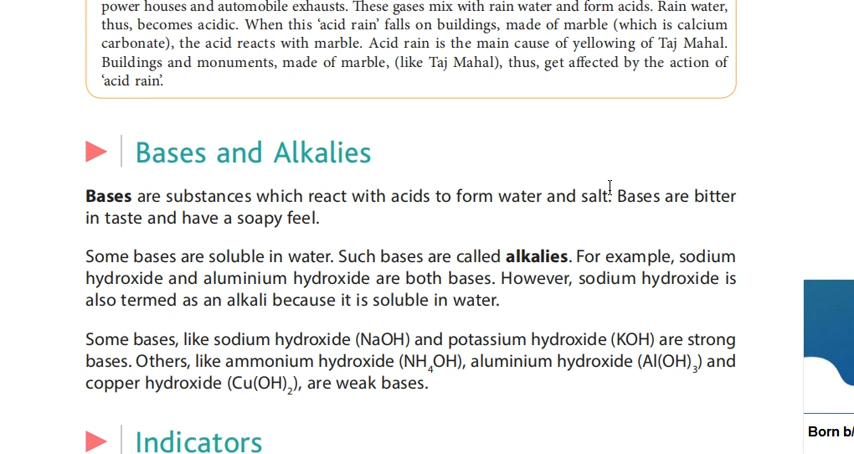 power houses and automobile exhausts. These gases mix with rain water and form acids. Rain water,
thus, becomes acidic. When this ‘acid rain’ falls on buildings, made of marble (which is calcium
carbonate), the acid reacts with marble. Acid rain is the main cause of yellowing of Taj Mahal.
Buildings and monuments, made of marble, (like Taj Mahal), thus, get affected by the action of
‘acid rain’.
Bases and Alkalies
Bases are substances which react with acids to form water and salt. Bases are bitter
in taste and have a soapy feel.
Some bases are soluble in water. Such bases are called alkalies. For example, sodium
hydroxide and aluminium hydroxide are both bases. However, sodium hydroxide is
also termed as an alkali because it is soluble in water.
Some bases, like sodium hydroxide (NaOH) and potassium hydroxide (KOH) are strong
bases. Others, like ammonium hydroxide (NH₄OH), aluminium hydroxide (Al(OH)₃) and
copper hydroxide (Cu(OH)₂), are weak bases.
Indicators
Born b/